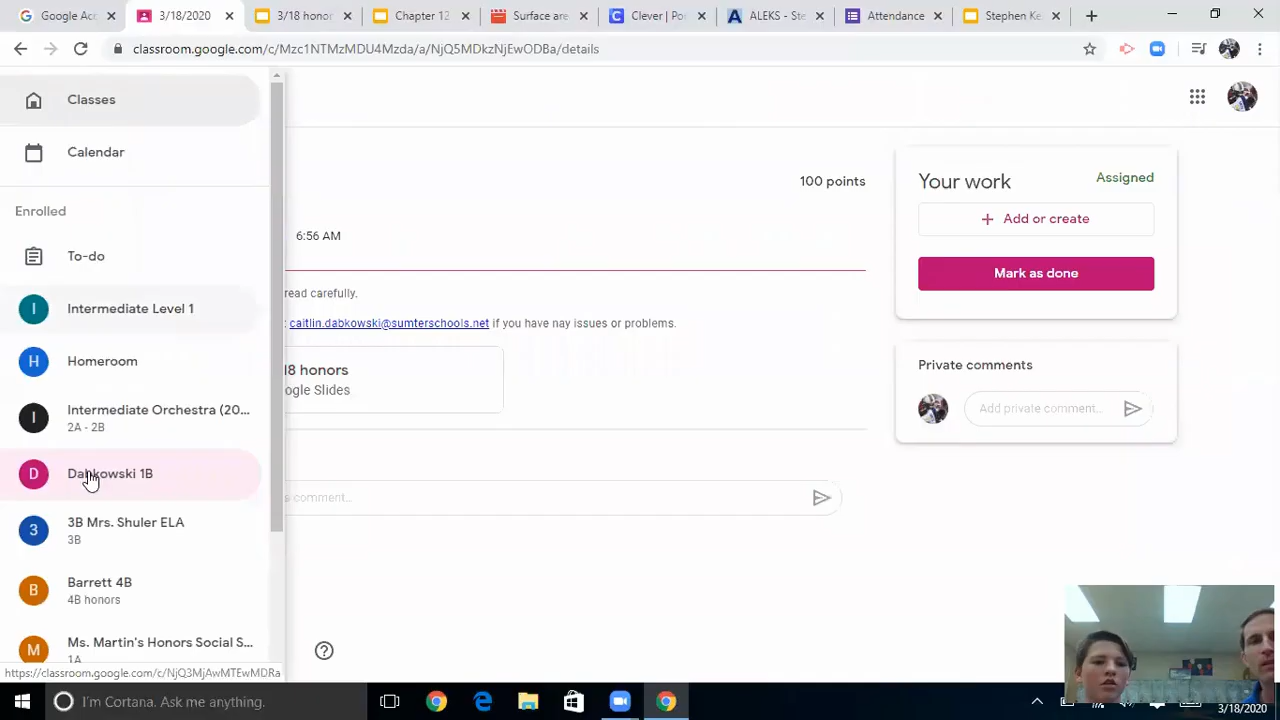 Google Acc
3/18/2020
3/18 honor
Chapter 13
Surface are
Clever | Po
ALEKS - Ste
Attendance
Stephen Ke
classroom.google.com/c/Mzc1NTMzMDU4Mzda/a/NjQ5MDkzNjEwODBa/details
Classes
Calendar
Enrolled
To-do
I Intermediate Level 1
H Homeroom
I Intermediate Orchestra (20...
2A - 2B
D Dabkowski 1B
3 3B Mrs. Shuler ELA
3B
B Barrett 4B
4B honors
M Ms. Martin's Honors Social S...
1A
https://classroom.google.com/c/NjQ3MjAwMTEwMDRa
100 points
6:56 AM
read carefully.
caitlin.dabkowski@sumterschools.net if you have nay issues or problems.
18 honors
ogle Slides
s comment...
Your work
Assigned
+ Add or create
Mark as done
Private comments
Add private comment...
I'm Cortana. Ask me anything.
3/18/2020